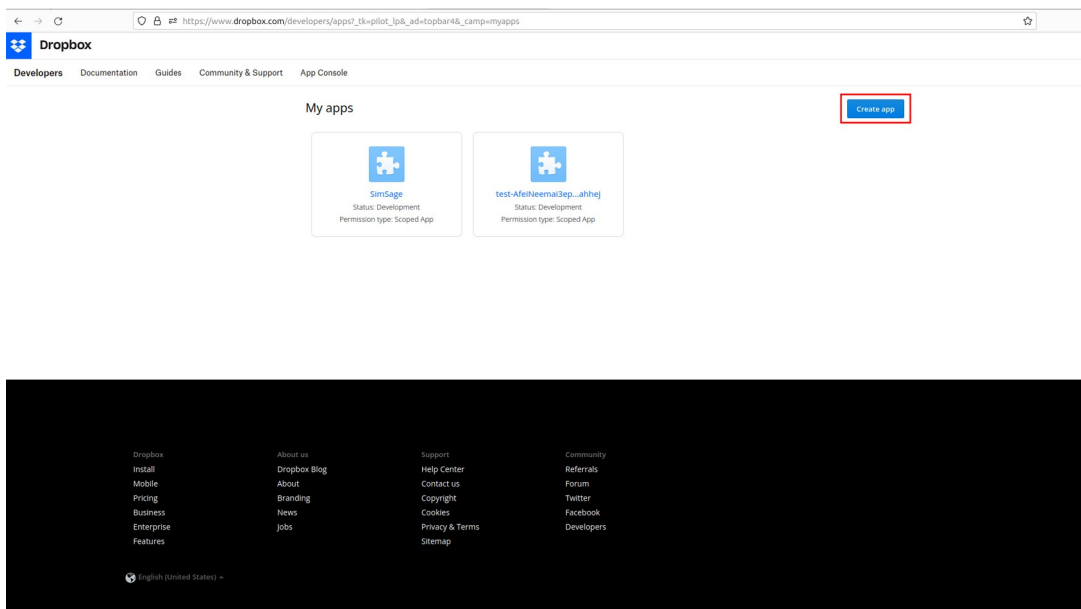 https://www.dropbox.com/developers/apps?_tk=pilot_lp&_ad=topbar4&_camp=myapps
Dropbox
Developers Documentation Guides Community & Support App Console
My apps
Create app
SimSage
Status: Development
Permission type: Scoped App
test-AfeiNeemai3ep...ahhej
Status: Development
Permission type: Scoped App
Dropbox
Install
Mobile
Pricing
Business
Enterprise
Features
About us
Dropbox Blog
About
Branding
News
Jobs
Support
Help Center
Contact us
Copyright
Cookies
Privacy & Terms
Sitemap
Community
Referrals
Forum
Twitter
Facebook
Developers
English (United States)